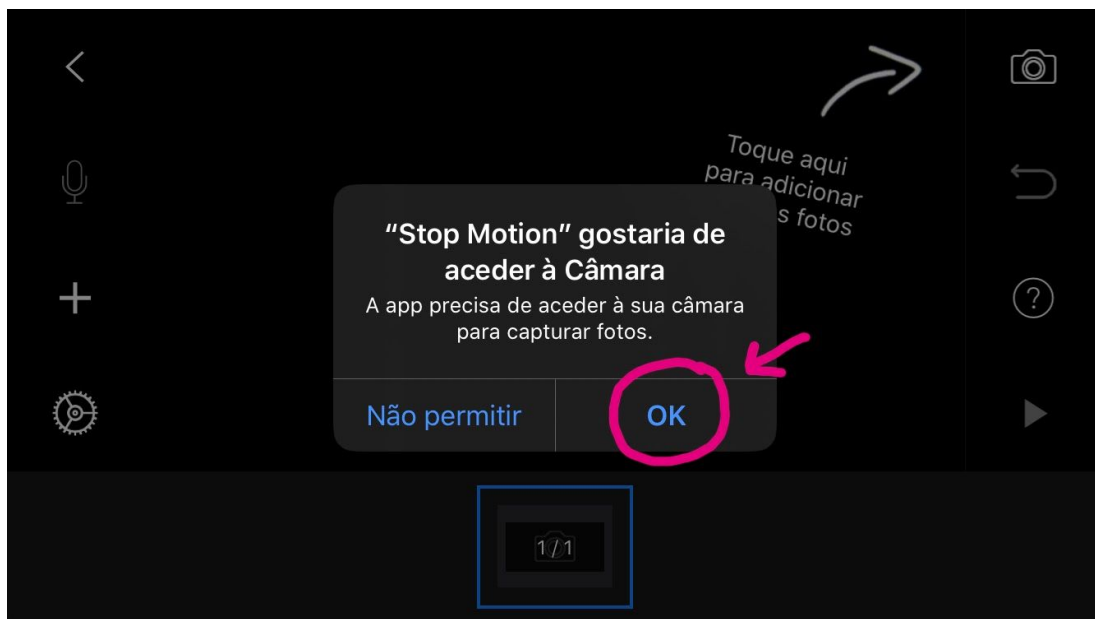 Toque aqui
para adicionar
s fotos
“Stop Motion” gostaria de
aceder à Câmara
A app precisa de aceder à sua câmara
para capturar fotos.
Não permitir
OK
1/1
?